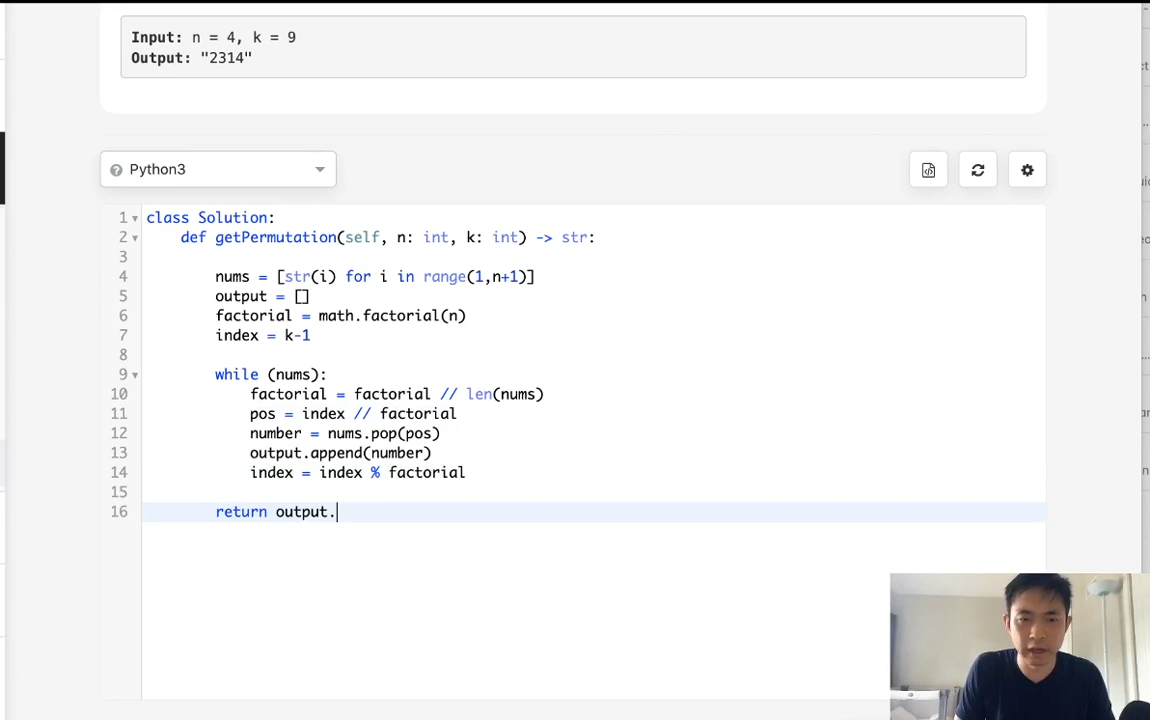 Input: n = 4, k = 9
Output: "2314"
Python3
1 class Solution:
2 def getPermutation(self, n: int, k: int) -> str:
3
4 nums = [str(i) for i in range(1,n+1)]
5 output = []
6 factorial = math.factorial(n)
7 index = k-1
8
9 while (nums):
10 factorial = factorial // len(nums)
11 pos = index // factorial
12 number = nums.pop(pos)
13 output.append(number)
14 index = index % factorial
15
16 return output.